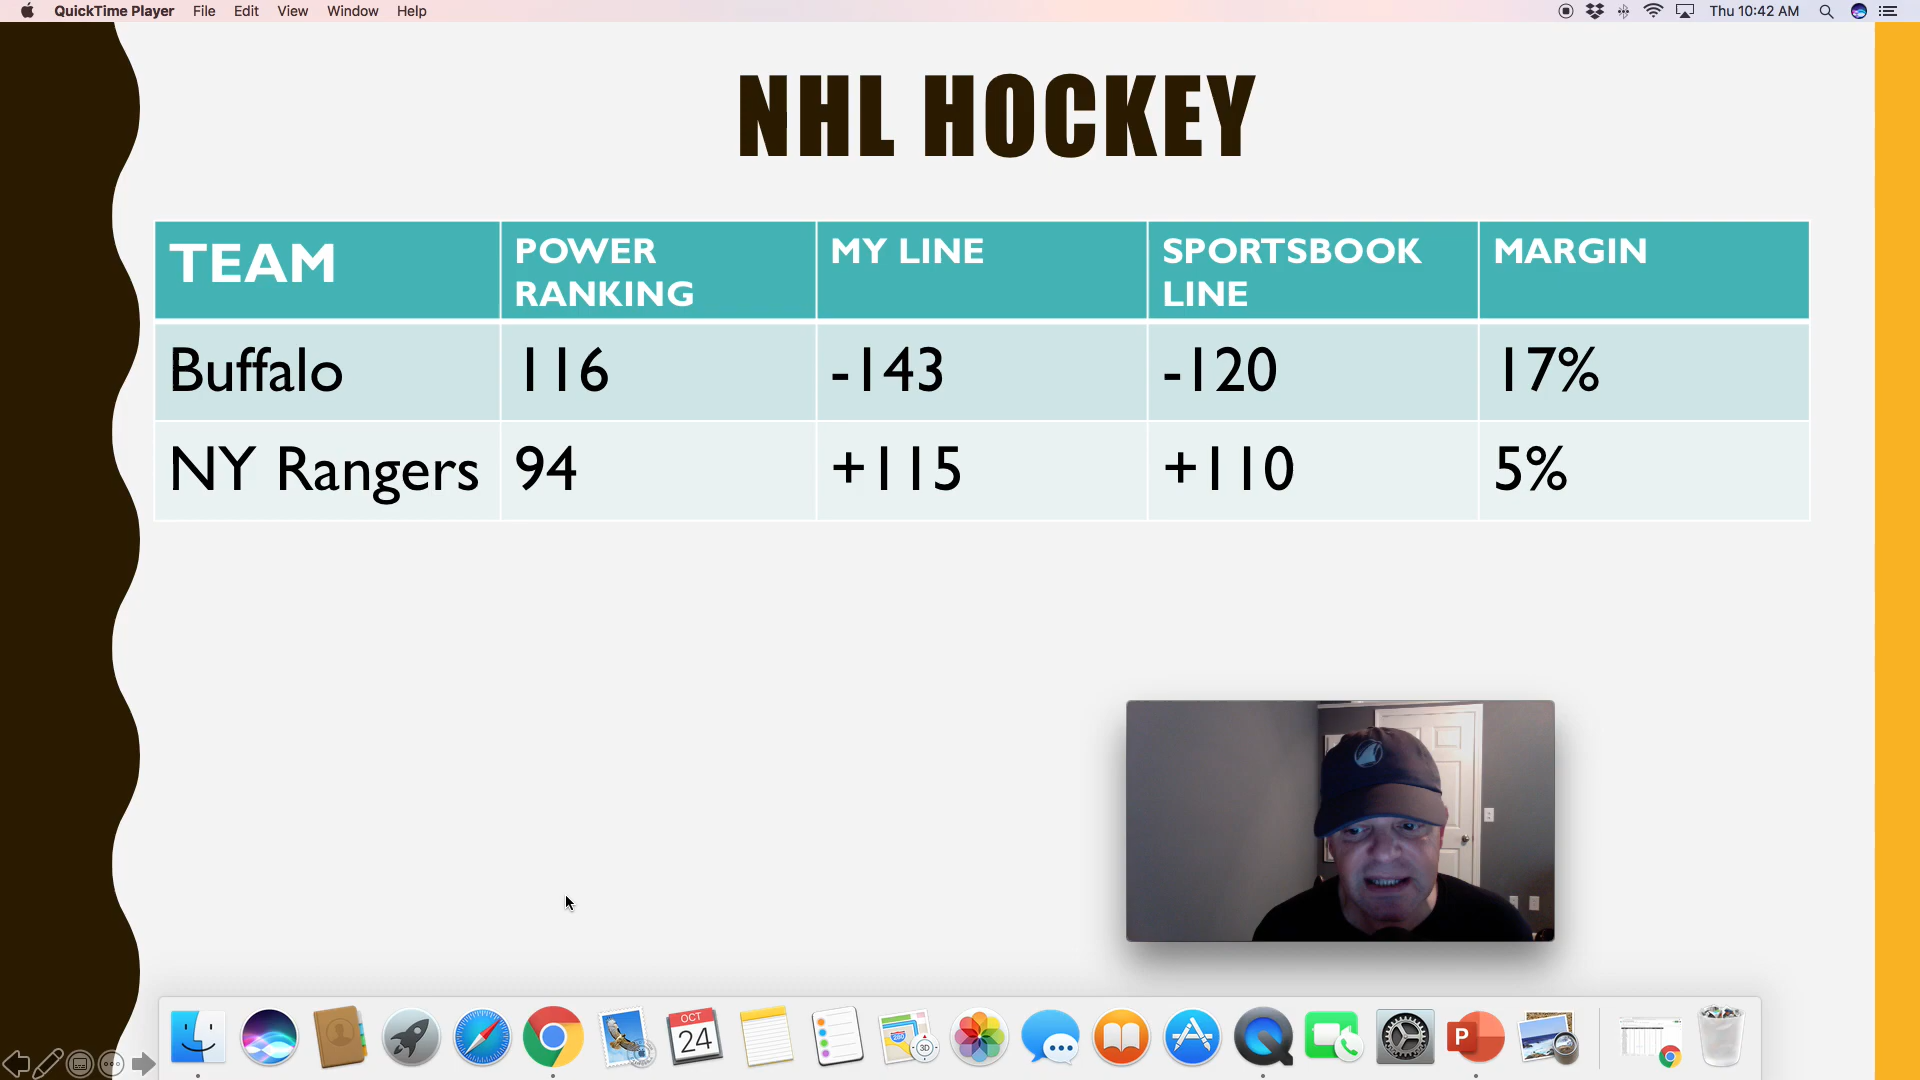 QuickTime Player File Edit View Window Help Thu 10:42 AM
NHL HOCKEY
TEAM
POWER
RANKING
MY LINE
SPORTSBOOK
LINE
MARGIN
Buffalo 116 -143 -120 17%
NY Rangers 94 +115 +110 5%
OCT
24
3D
P